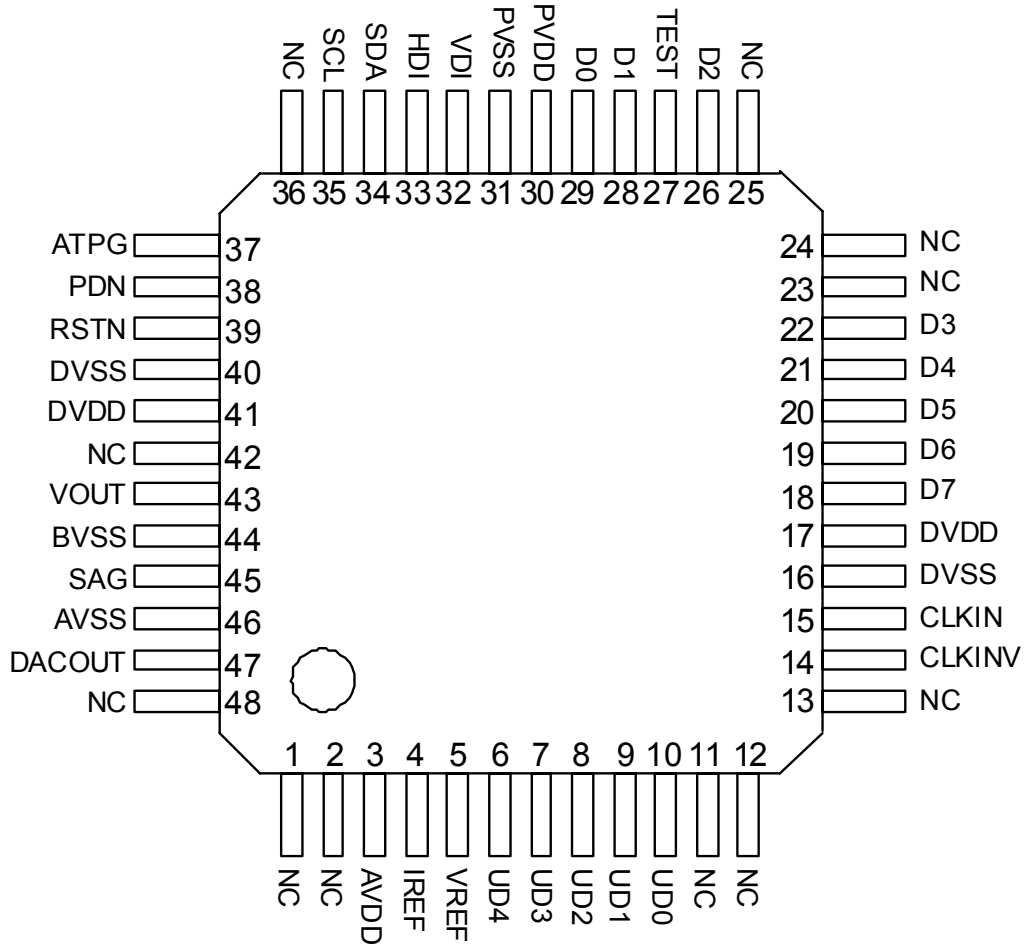 NC SCL SDA HDI VDI PVSS PVDD D0 D1 TEST D2 NC
36 35 34 33 32 31 30 29 28 27 26 25
ATPG 37 24 NC
PDN 38 23 NC
RSTN 39 22 D3
DVSS 40 21 D4
DVDD 41 20 D5
NC 42 19 D6
VOUT 43 18 D7
BVSS 44 17 DVDD
SAG 45 16 DVSS
AVSS 46 15 CLKIN
DACOUT 47 14 CLKINV
NC 48 13 NC
1 2 3 4 5 6 7 8 9 10 11 12
NC NC AVDD IREF VREF UD4 UD3 UD2 UD1 UD0 NC NC